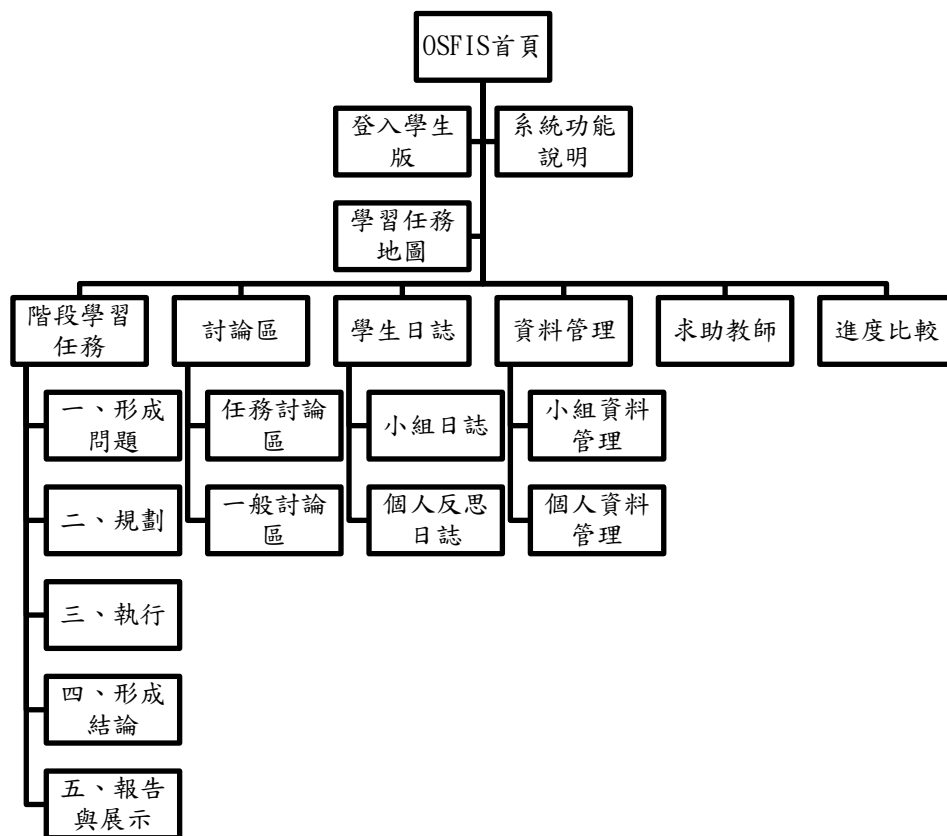 OSFIS首頁
登入學生
版
系統功能
說明
學習任務
地圖
階段學習
任務
討論區
學生日誌
資料管理
求助教師
進度比較
一、形成
問題
任務討論
區
小組日誌
小組資料
管理
二、規劃
一般討論
區
個人反思
日誌
個人資料
管理
三、執行
四、形成
結論
五、報告
與展示